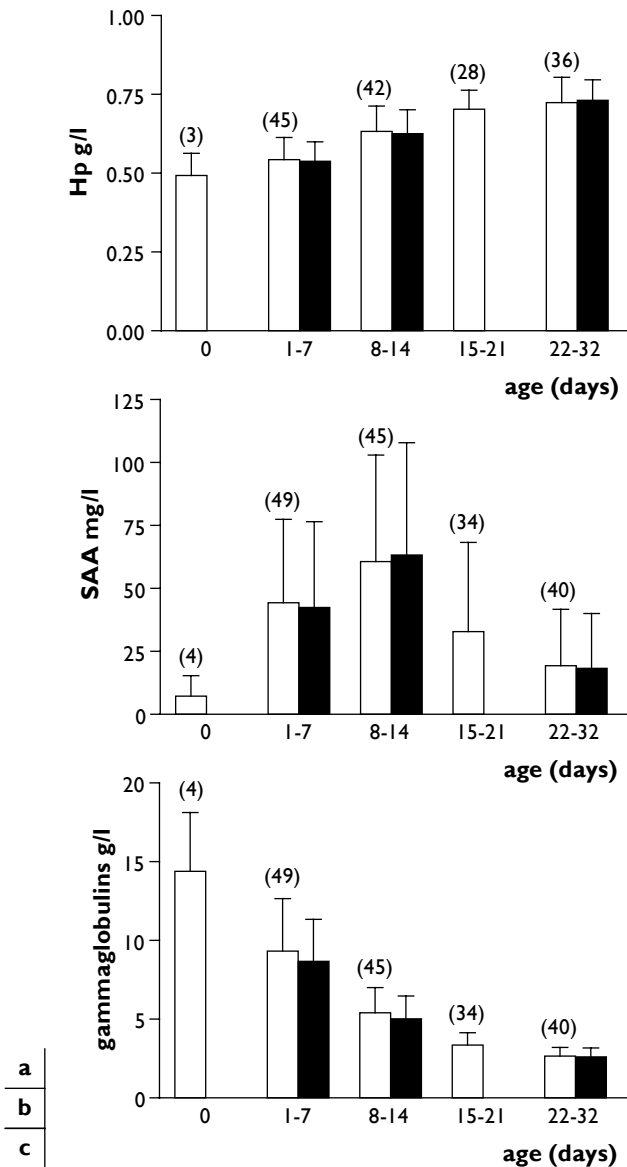 1.00
(36)
(28)
(42)
0.75
(45)
(3)
Hp g/l
0.50
0.25
0.00
0 1-7 8-14 15-21 22-32
age (days)
125
(45)
100
(49)
SAA mg/l
75
(34)
50
(40)
(4)
25
0
0 1-7 8-14 15-21 22-32
age (days)
20
(4)
15
(49)
gammaglobulins g/l
10
(45)
(34)
(40)
5
0
0 1-7 8-14 15-21 22-32
age (days)
a
b
c